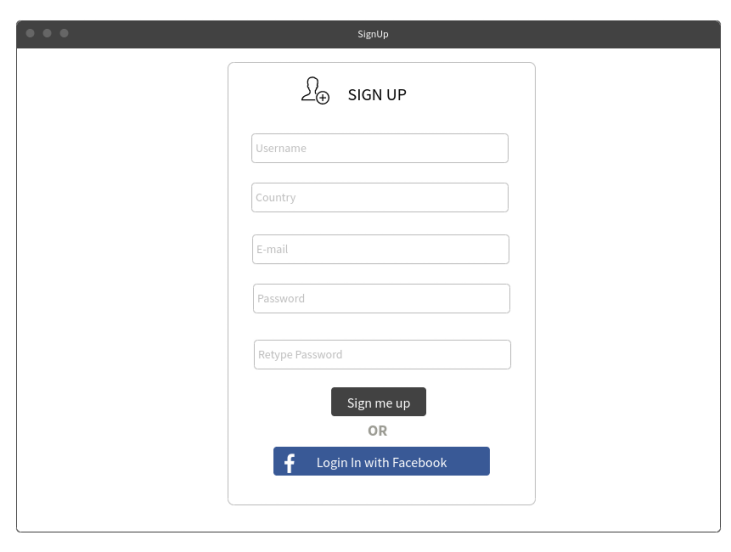 SignUp
SIGN UP
Username
Country
E-mail
Password
Retype Password
Sign me up
OR
f Login In with Facebook